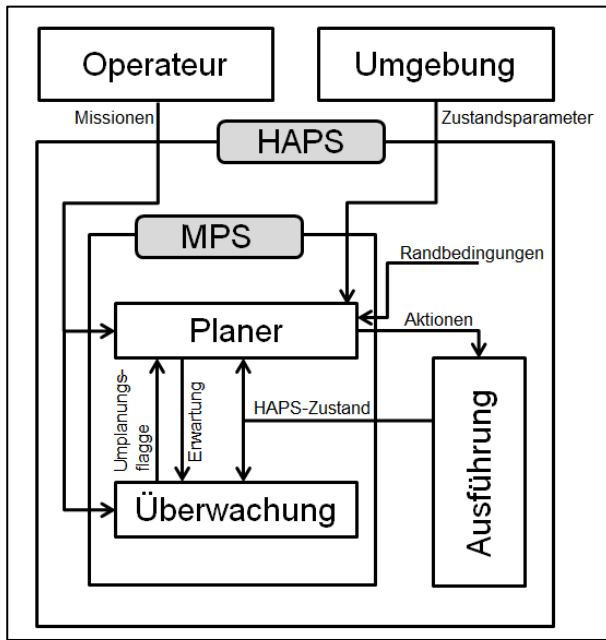 Operateur
Umgebung
Missionen
Zustandsparameter
HAPS
MPS
Randbedingungen
Planer
Aktionen
Umplanungs-
flagge
Erwartung
HAPS-Zustand
Ausführung
Überwachung